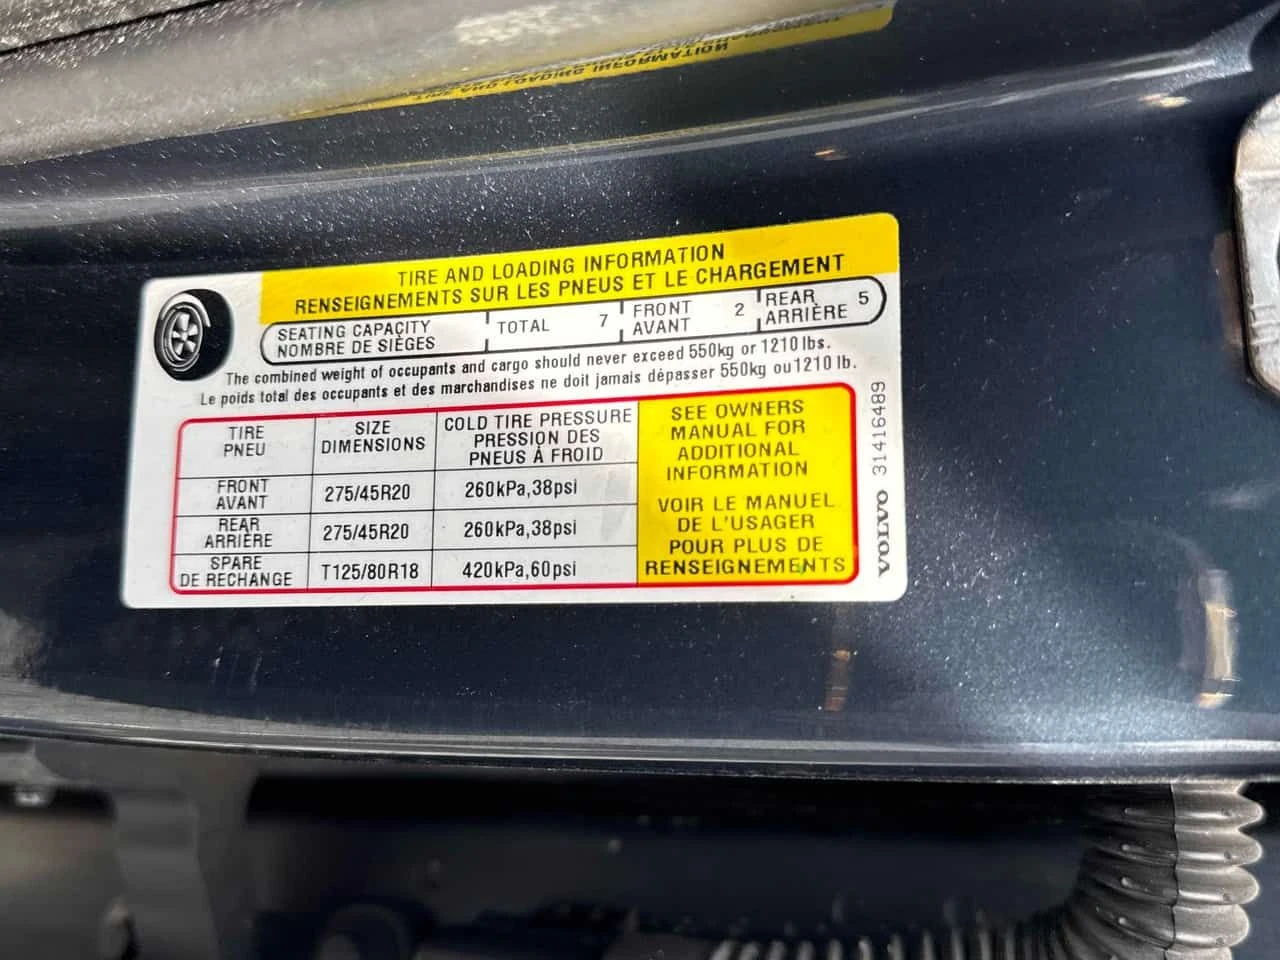 TIRE AND LOADING INFORMATION
RENSEIGNEMENTS SUR LES PNEUS ET LE CHARGEMENT
SEATING CAPACITY TOTAL 7 FRONT 2 REAR 5
NOMBRE DE SIÈGES AVANT ARRIÈRE
The combined weight of occupants and cargo should never exceed 550kg or 1210 lbs.
Le poids total des occupants et des marchandises ne doit jamais dépasser 550kg ou 1210 lb.
TIRE
PNEU
SIZE
DIMENSIONS
COLD TIRE PRESSURE
PRESSION DES
PNEUS À FROID
FRONT
AVANT
275/45R20
260kPa,38psi
REAR
ARRIÈRE
275/45R20
260kPa,38psi
SPARE
DE RECHANGE
T125/80R18
420kPa,60psi
SEE OWNERS
MANUAL FOR
ADDITIONAL
INFORMATION
VOIR LE MANUEL
DE L'USAGER
POUR PLUS DE
RENSEIGNEMENTS
VOLVO 31416489